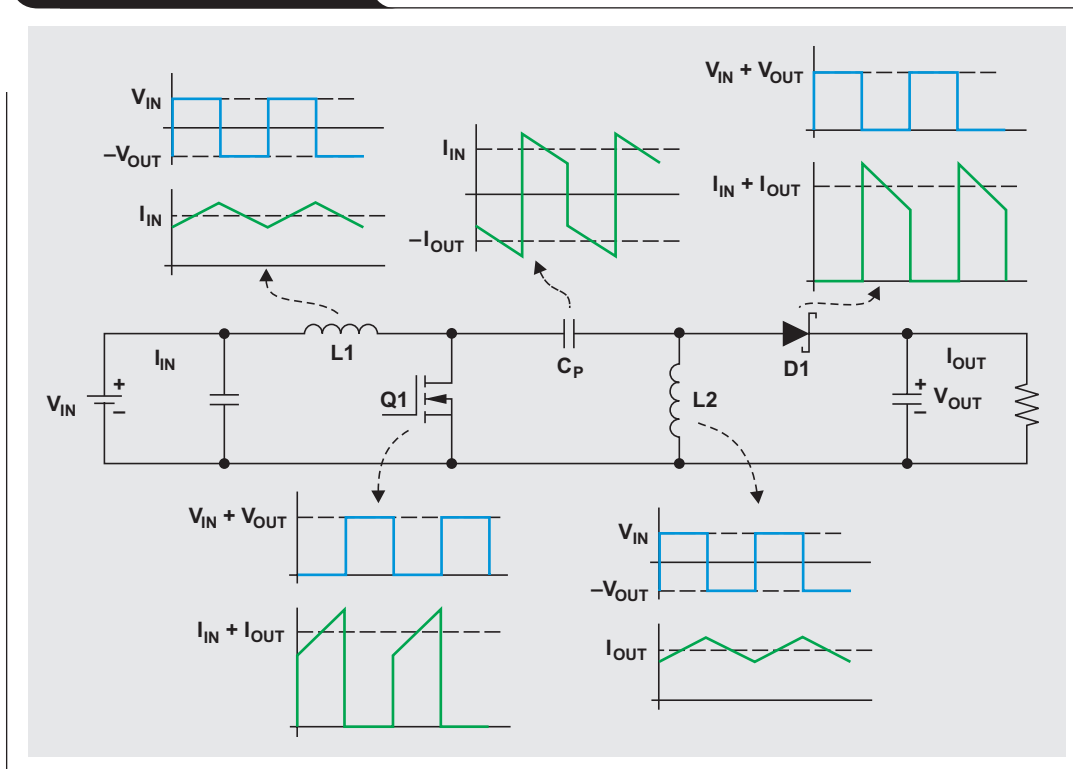 V_IN
–V_OUT
I_IN
I_IN
–I_OUT
V_IN + V_OUT
I_IN + I_OUT
V_IN
+
–
I_IN
L1
Q1
C_P
L2
D1
+
–
V_OUT
I_OUT
V_IN + V_OUT
I_IN + I_OUT
V_IN
–V_OUT
I_OUT